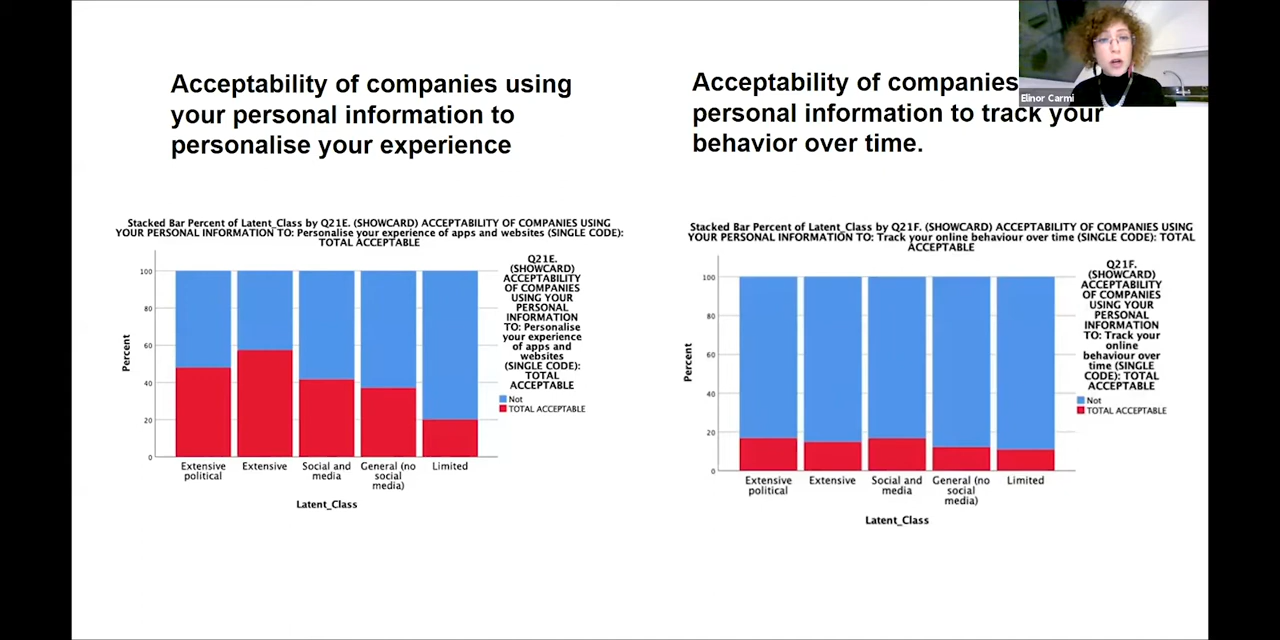 Acceptability of companies using
your personal information to
personalise your experience
Stacked Bar Percent of Latent_Class by Q21E. (SHOWCARD) ACCEPTABILITY OF COMPANIES USING
YOUR PERSONAL INFORMATION TO: Personalise your experience of apps and websites (SINGLE CODE):
TOTAL ACCEPTABLE
Percent
100
80
60
40
20
0
Extensive
political
Extensive
Social and
media
General (no
social
media)
Limited
Latent_Class
Q21E.
(SHOWCARD)
ACCEPTABILITY
OF COMPANIES
USING YOUR
PERSONAL
INFORMATION
TO: Personalise
your experience
of apps and
websites
(SINGLE CODE):
TOTAL
ACCEPTABLE
Not
TOTAL ACCEPTABLE
Acceptability of companies
personal information to track your
behavior over time.
Elinor Carmi
Stacked Bar Percent of Latent_Class by Q21F. (SHOWCARD) ACCEPTABILITY OF COMPANIES USING
YOUR PERSONAL INFORMATION TO: Track your online behaviour over time (SINGLE CODE): TOTAL
ACCEPTABLE
Percent
100
80
60
40
20
0
Extensive
political
Extensive
Social and
media
General (no
social
media)
Limited
Latent_Class
Q21F.
(SHOWCARD)
ACCEPTABILITY
OF COMPANIES
USING YOUR
PERSONAL
INFORMATION
TO: Track your
online
behaviour over
time (SINGLE
CODE): TOTAL
ACCEPTABLE
Not
TOTAL ACCEPTABLE